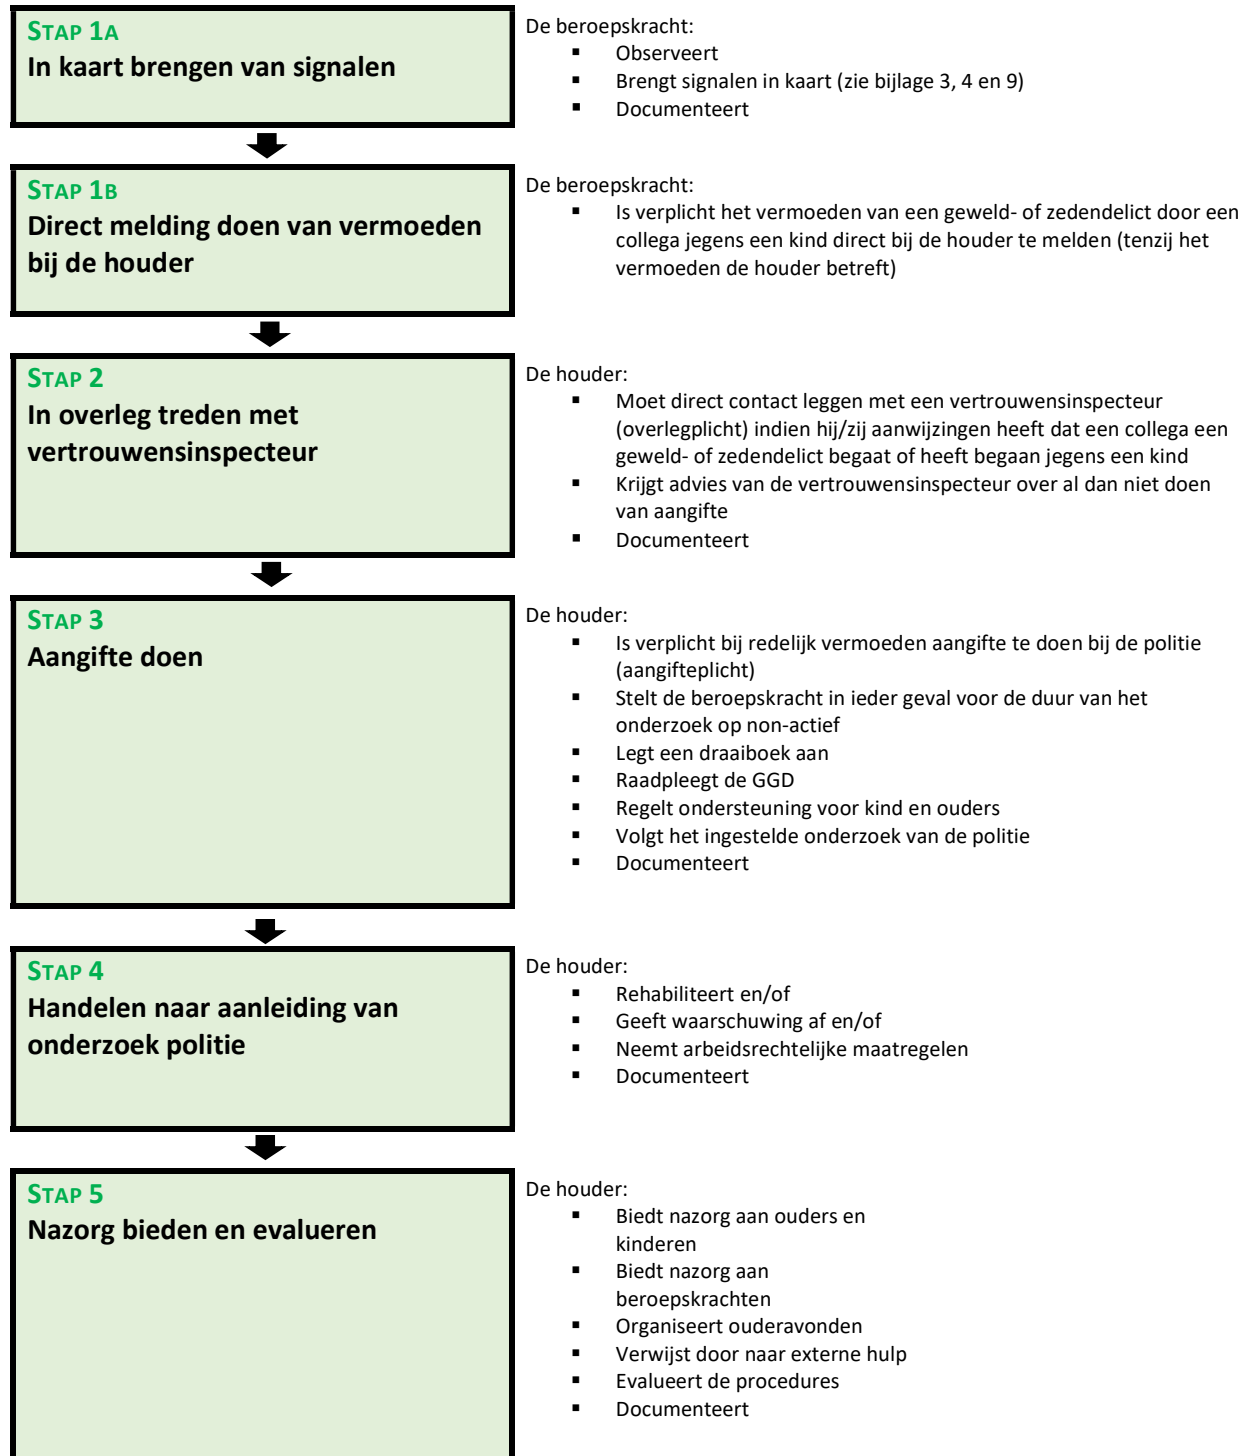 STAP 1A
In kaart brengen van signalen
De beroepskracht:
▪ Observeert
▪ Brengt signalen in kaart (zie bijlage 3, 4 en 9)
▪ Documenteert
STAP 1B
Direct melding doen van vermoeden
bij de houder
De beroepskracht:
▪ Is verplicht het vermoeden van een geweld- of zedendelict door een
collega jegens een kind direct bij de houder te melden (tenzij het
vermoeden de houder betreft)
STAP 2
In overleg treden met
vertrouwensinspecteur
De houder:
▪ Moet direct contact leggen met een vertrouwensinspecteur
(overlegplicht) indien hij/zij aanwijzingen heeft dat een collega een
geweld- of zedendelict begaat of heeft begaan jegens een kind
▪ Krijgt advies van de vertrouwensinspecteur over al dan niet doen
van aangifte
▪ Documenteert
STAP 3
Aangifte doen
De houder:
▪ Is verplicht bij redelijk vermoeden aangifte te doen bij de politie
(aangifteplicht)
▪ Stelt de beroepskracht in ieder geval voor de duur van het
onderzoek op non-actief
▪ Legt een draaiboek aan
▪ Raadpleegt de GGD
▪ Regelt ondersteuning voor kind en ouders
▪ Volgt het ingestelde onderzoek van de politie
▪ Documenteert
STAP 4
Handelen naar aanleiding van
onderzoek politie
De houder:
▪ Rehabiliteert en/of
▪ Geeft waarschuwing af en/of
▪ Neemt arbeidsrechtelijke maatregelen
▪ Documenteert
STAP 5
Nazorg bieden en evalueren
De houder:
▪ Biedt nazorg aan ouders en
kinderen
▪ Biedt nazorg aan
beroepskrachten
▪ Organiseert ouderavonden
▪ Verwijst door naar externe hulp
▪ Evalueert de procedures
▪ Documenteert